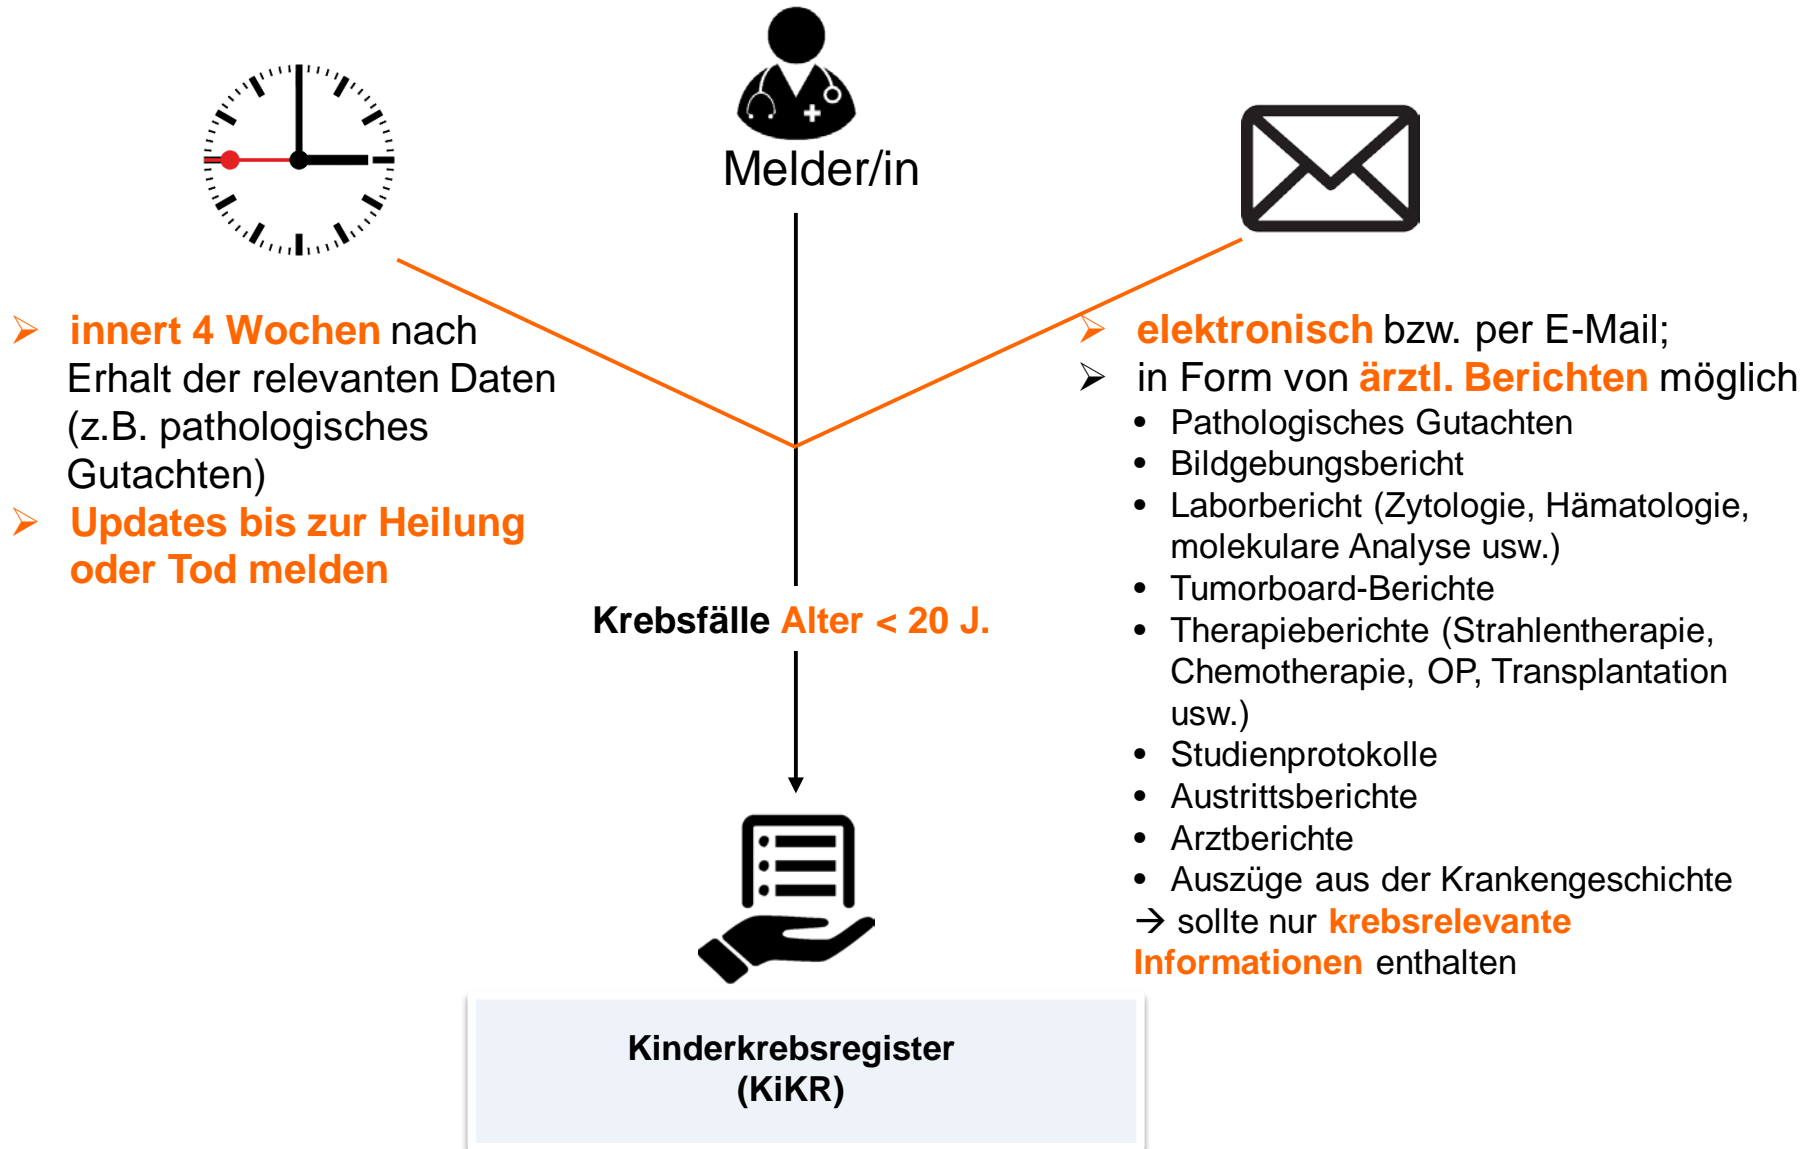 Melder/in
innert 4 Wochen nach
Erhalt der relevanten Daten
(z.B. pathologisches
Gutachten)
Updates bis zur Heilung
oder Tod melden
elektronisch bzw. per E-Mail;
in Form von ärztl. Berichten möglich
• Pathologisches Gutachten
• Bildgebungsbericht
• Laborbericht (Zytologie, Hämatologie,
molekulare Analyse usw.)
• Tumorboard-Berichte
• Therapieberichte (Strahlentherapie,
Chemotherapie, OP, Transplantation
usw.)
• Studienprotokolle
• Austrittsberichte
• Arztberichte
• Auszüge aus der Krankengeschichte
→ sollte nur krebsrelevante
Informationen enthalten
Krebsfälle Alter < 20 J.
Kinderkrebsregister
(KiKR)